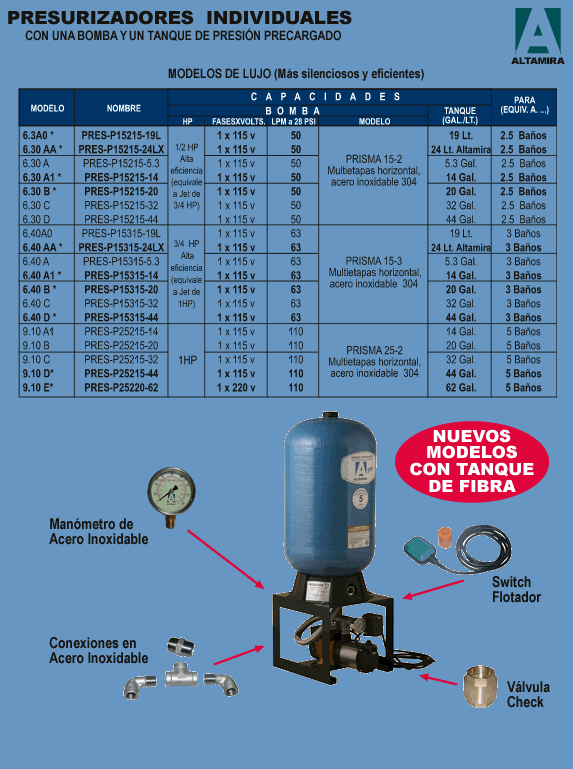 PRESURIZADORES INDIVIDUALES
CON UNA BOMBA Y UN TANQUE DE PRESIÓN PRECARGADO
ALTAMIRA
MODELOS DE LUJO (Más silenciosos y eficientes)
MODELO NOMBRE CAPACIDADES PARA (EQUIV. A. ...)
BOMBA TANQUE (GAL./LT.)
HP FASESXVOLTS. LPM a 28 PSI MODELO
6.3A0 * PRES-P15215-19L 1 x 115 v 50 19 Lt. 2.5 Baños
6.30 AA * PRES-P15215-24LX 1 x 115 v 50 24 Lt. Altamira 2.5 Baños
6.30 A PRES-P15215-5.3 1 x 115 v 50 5.3 Gal. 2.5 Baños
6.30 A1 * PRES-P15215-14 1 x 115 v 50 14 Gal. 2.5 Baños
6.30 B * PRES-P15215-20 1 x 115 v 50 20 Gal. 2.5 Baños
6.30 C PRES-P15215-32 1 x 115 v 50 32 Gal. 2.5 Baños
6.30 D PRES-P15215-44 1 x 115 v 50 44 Gal. 2.5 Baños
1/2 HP
Alta
eficiencia
(equivale
a Jet de
3/4 HP)
PRISMA 15-2
Multietapas horizontal,
acero inoxidable 304
6.40A0 PRES-P15315-19L 1 x 115 v 63 19 Lt. 3 Baños
6.40 AA * PRES-P15315-24LX 1 x 115 v 63 24 Lt. Altamira 3 Baños
6.40 A PRES-P15315-5.3 1 x 115 v 63 5.3 Gal. 3 Baños
6.40 A1 * PRES-P15315-14 1 x 115 v 63 14 Gal. 3 Baños
6.40 B * PRES-P15315-20 1 x 115 v 63 20 Gal. 3 Baños
6.40 C PRES-P15315-32 1 x 115 v 63 32 Gal. 3 Baños
6.40 D * PRES-P15315-44 1 x 115 v 63 44 Gal. 3 Baños
3/4 HP
Alta
eficiencia
(equivale
a Jet de
1HP)
PRISMA 15-3
Multietapas horizontal,
acero inoxidable 304
9.10 A1 PRES-P25215-14 1 x 115 v 110 14 Gal. 5 Baños
9.10 B PRES-P25215-20 1 x 115 v 110 20 Gal. 5 Baños
9.10 C PRES-P25215-32 1 x 115 v 110 32 Gal. 5 Baños
9.10 D* PRES-P25215-44 1 x 115 v 110 44 Gal. 5 Baños
9.10 E* PRES-P25220-62 1 x 220 v 110 62 Gal. 5 Baños
1HP
PRISMA 25-2
Multietapas horizontal,
acero inoxidable 304
NUEVOS
MODELOS
CON TANQUE
DE FIBRA
ALTAMIRA
5
Manómetro de
Acero Inoxidable
Switch
Flotador
Conexiones en
Acero Inoxidable
Válvula
Check